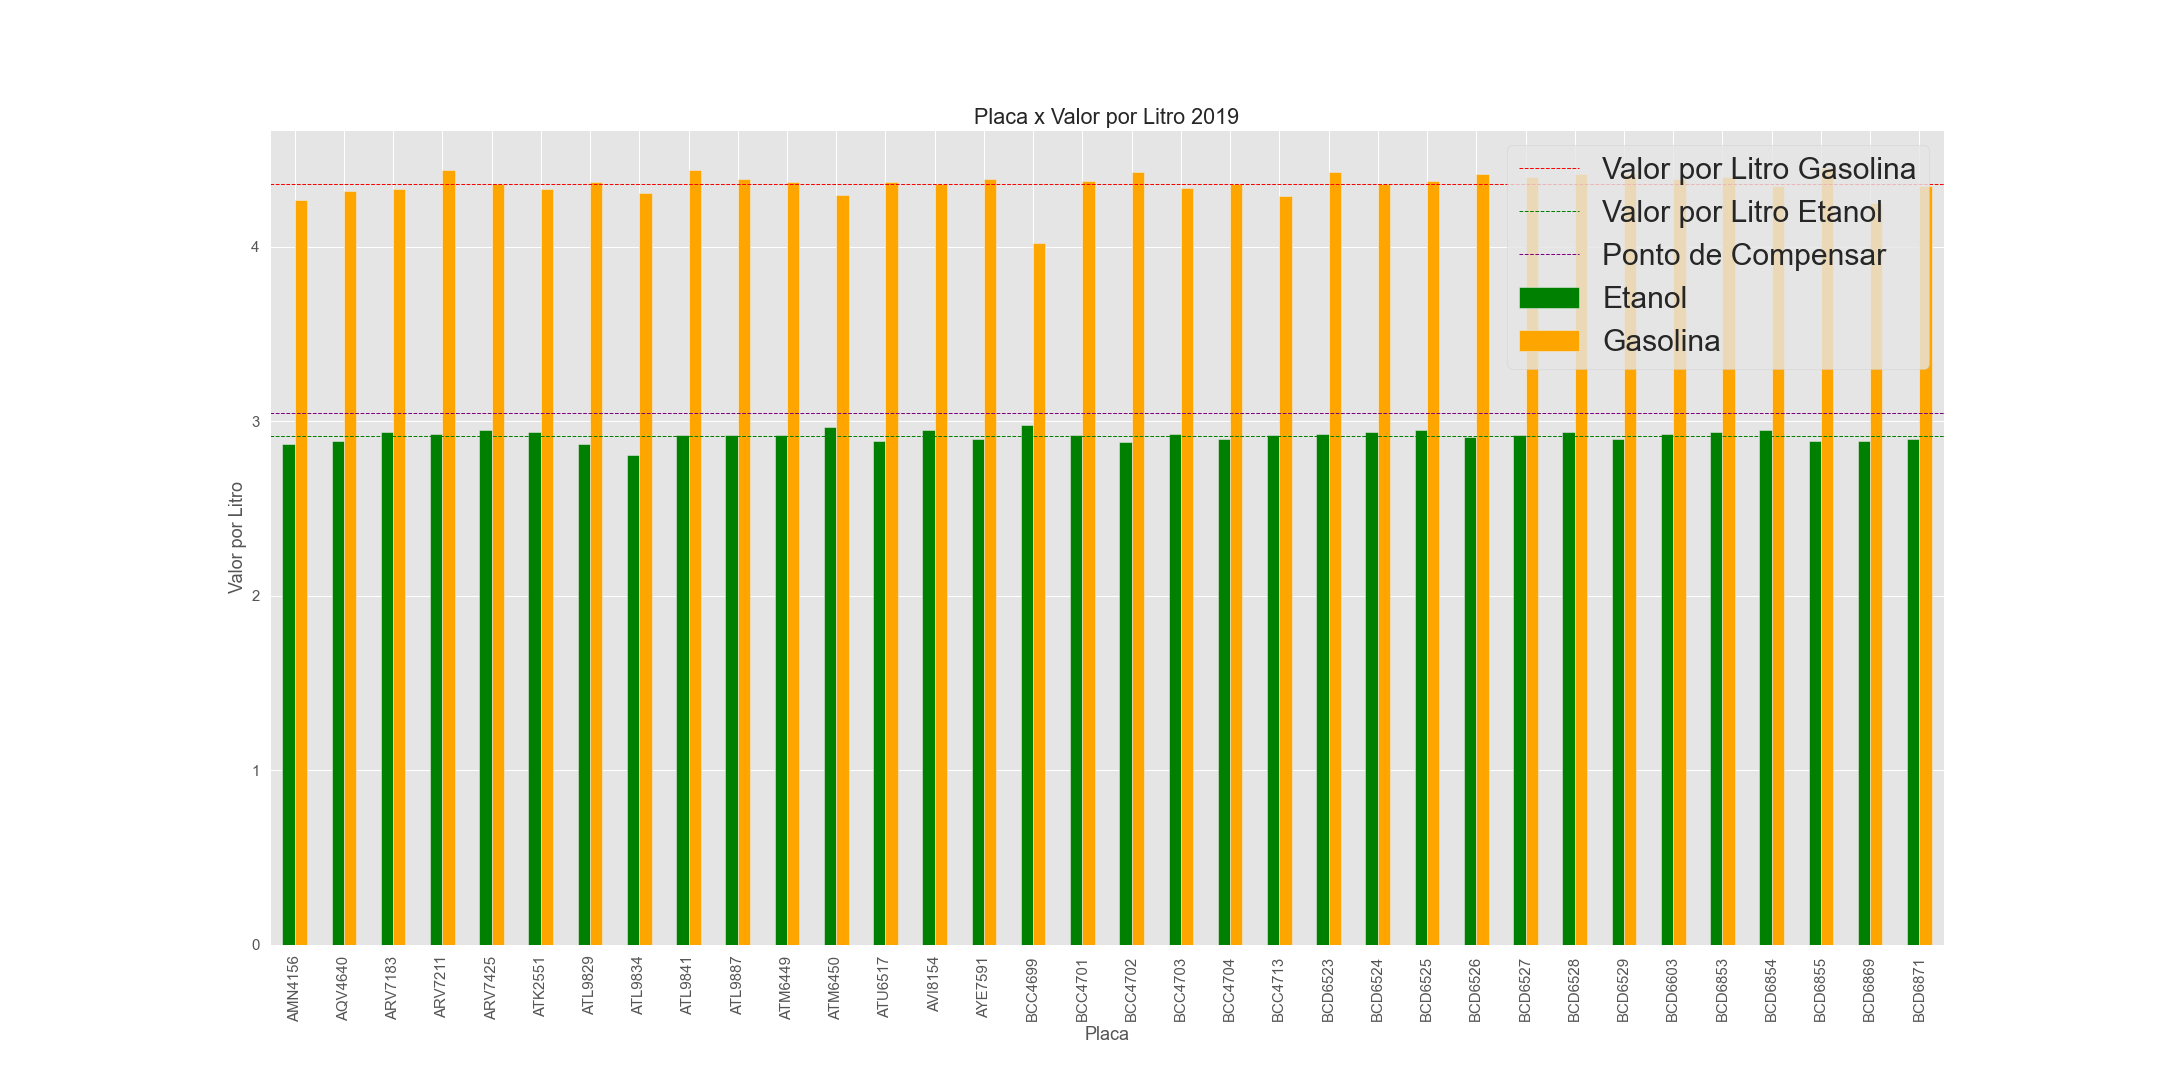 Placa x Valor por Litro 2019
Valor por Litro Gasolina
Valor por Litro Etanol
Ponto de Compensar
Etanol
Gasolina
Valor por Litro
4
3
2
1
0
AMN4156
AQV4640
ARV7183
ARV7211
ARV7425
ATK2551
ATL9829
ATL9834
ATL9841
ATL9887
ATM6449
ATM6450
ATU6517
AVI8154
AYE7591
BCC4699
BCC4701
BCC4702
BCC4703
BCC4704
BCC4713
BCD6523
BCD6524
BCD6525
BCD6526
BCD6527
BCD6528
BCD6529
BCD6603
BCD6853
BCD6854
BCD6855
BCD6869
BCD6871
Placa